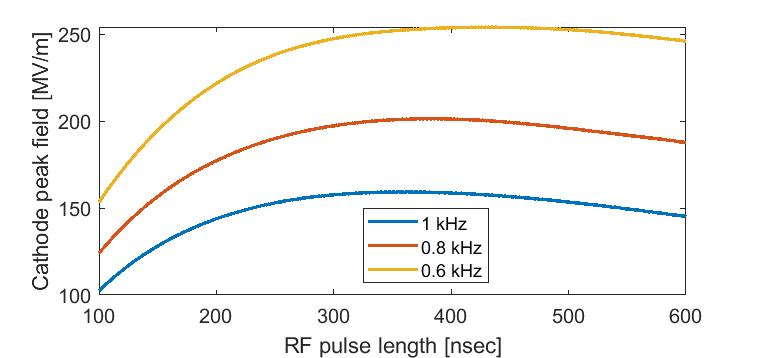 Cathode peak field [MV/m]
250
200
150
100
1 kHz
0.8 kHz
0.6 kHz
100 200 300 400 500 600
RF pulse length [nsec]